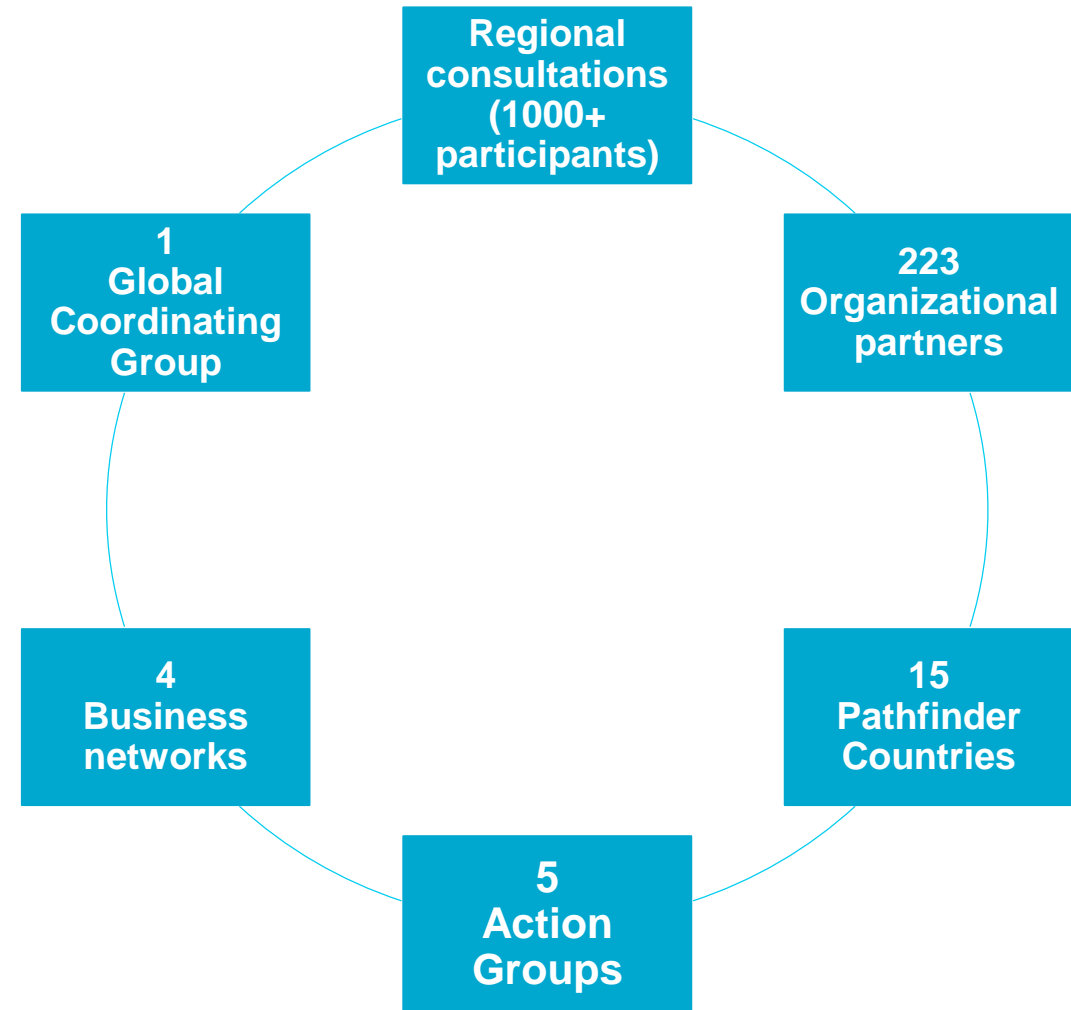 Regional
consultations
(1000+
participants)
1
Global
Coordinating
Group
223
Organizational
partners
4
Business
networks
15
Pathfinder
Countries
5
Action
Groups